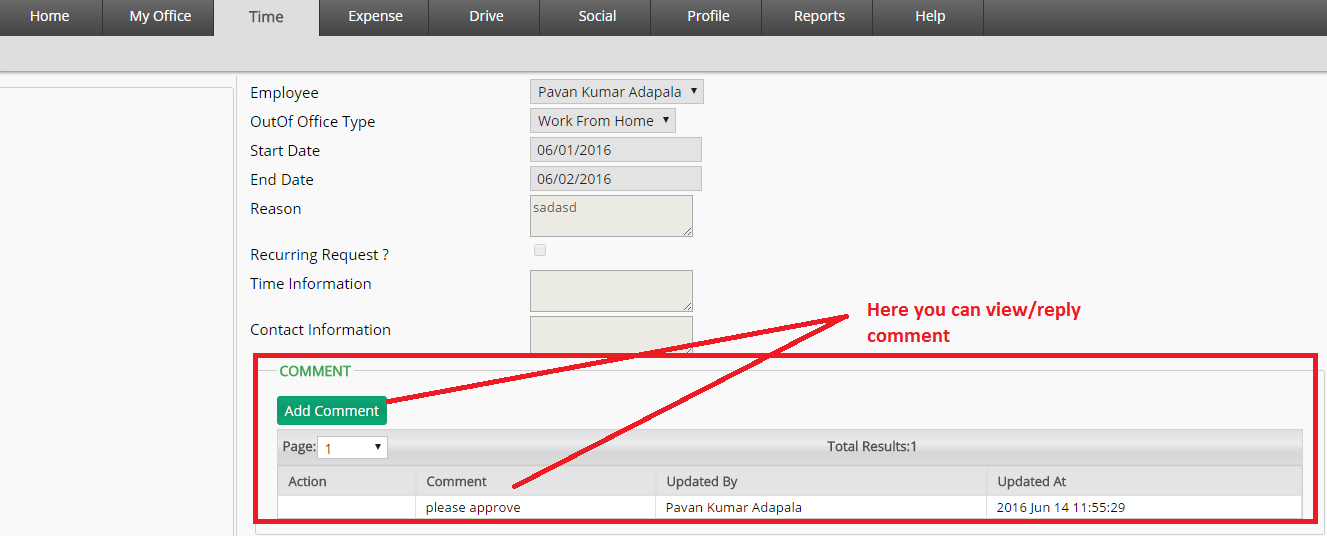 Home My Office Time Expense Drive Social Profile Reports Help
Employee Pavan Kumar Adapala
OutOf Office Type Work From Home
Start Date 06/01/2016
End Date 06/02/2016
Reason sadasd
Recurring Request ?
Time Information
Contact Information
Here you can view/reply
comment
COMMENT
Add Comment
Page: 1 Total Results:1
Action Comment Updated By Updated At
please approve Pavan Kumar Adapala 2016 Jun 14 11:55:29